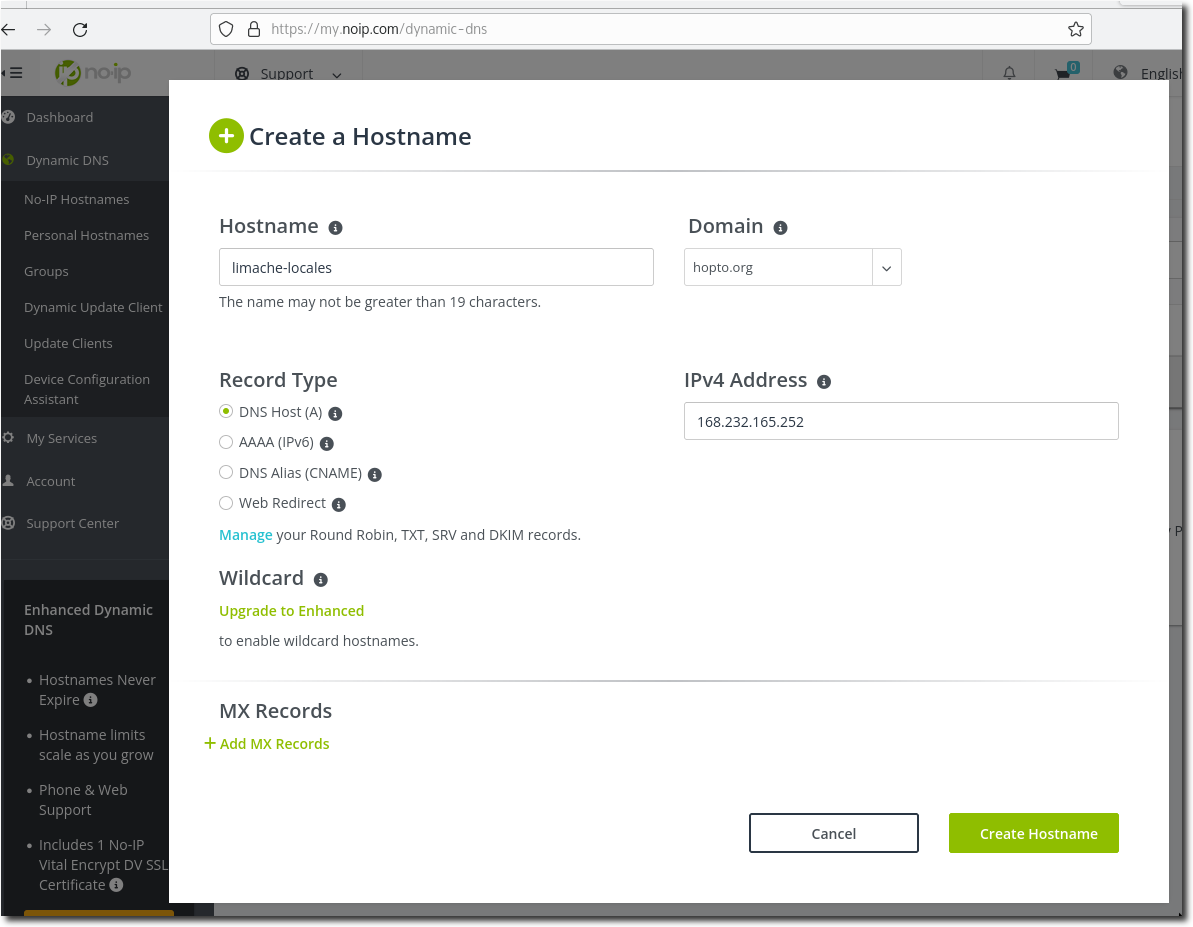 https://my.noip.com/dynamic-dns
no-ip
Support
0
English
Dashboard
Dynamic DNS
No-IP Hostnames
Personal Hostnames
Groups
Dynamic Update Client
Update Clients
Device Configuration
Assistant
My Services
Account
Support Center
Enhanced Dynamic
DNS
• Hostnames Never
Expire
• Hostname limits
scale as you grow
• Phone & Web
Support
• Includes 1 No-IP
Vital Encrypt DV SSL
Certificate
Create a Hostname
Hostname
limache-locales
The name may not be greater than 19 characters.
Domain
hopto.org
Record Type
DNS Host (A)
AAAA (IPv6)
DNS Alias (CNAME)
Web Redirect
Manage your Round Robin, TXT, SRV and DKIM records.
IPv4 Address
168.232.165.252
Wildcard
Upgrade to Enhanced
to enable wildcard hostnames.
MX Records
+ Add MX Records
Cancel
Create Hostname